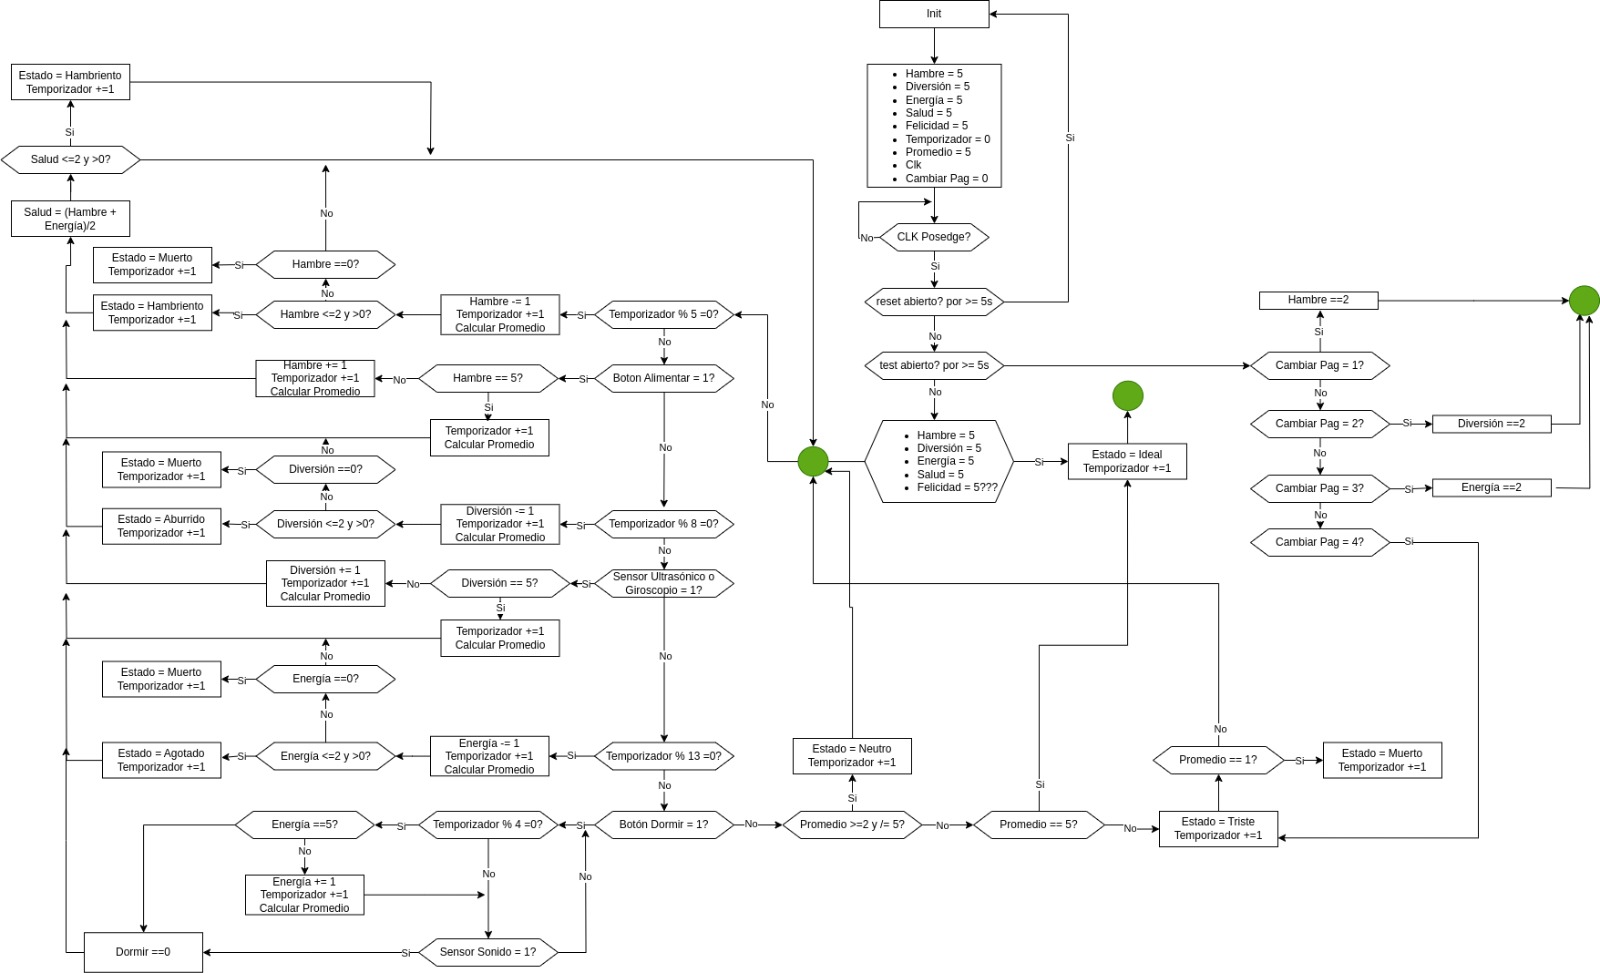 Init
Hambre = 5
Diversión = 5
Energía = 5
Salud = 5
Felicidad = 5
Temporizador = 0
Promedio = 5
Clk
Cambiar Pag = 0
Si
CLK Posedge?
No
Si
reset abierto? por >= 5s
No
test abierto? por >= 5s
No
Hambre = 5
Diversión = 5
Energía = 5
Salud = 5
Felicidad = 5???
Si
Estado = Ideal
Temporizador +=1
Hambre ==2
Si
Cambiar Pag = 1?
No
Cambiar Pag = 2?
Si
Diversión ==2
No
Cambiar Pag = 3?
Si
Energía ==2
No
Cambiar Pag = 4?
Si
Estado = Hambriento
Temporizador +=1
Si
Salud <=2 y >0?
Salud = (Hambre +
Energía)/2
No
Estado = Muerto
Temporizador +=1
Si
Hambre ==0?
No
Estado = Hambriento
Temporizador +=1
Si
Hambre <=2 y >0?
Hambre -= 1
Temporizador +=1
Calcular Promedio
Si
Temporizador % 5 =0?
No
No
Hambre += 1
Temporizador +=1
Calcular Promedio
No
Hambre == 5?
Si
Boton Alimentar = 1?
Si
Temporizador +=1
Calcular Promedio
No
No
Estado = Muerto
Temporizador +=1
Si
Diversión ==0?
No
Estado = Aburrido
Temporizador +=1
Si
Diversión <=2 y >0?
Diversión -= 1
Temporizador +=1
Calcular Promedio
Si
Temporizador % 8 =0?
No
Diversión += 1
Temporizador +=1
Calcular Promedio
No
Diversión == 5?
Si
Sensor Ultrasónico o
Giroscopio = 1?
Si
Temporizador +=1
Calcular Promedio
No
No
Estado = Muerto
Temporizador +=1
Si
Energía ==0?
No
Estado = Agotado
Temporizador +=1
Si
Energía <=2 y >0?
Energía -= 1
Temporizador +=1
Calcular Promedio
Si
Temporizador % 13 =0?
No
Estado = Neutro
Temporizador +=1
Si
Si
No
Promedio == 1?
Si
Estado = Muerto
Temporizador +=1
Energía ==5?
Si
Temporizador % 4 =0?
Si
Botón Dormir = 1?
No
Promedio >=2 y /= 5?
No
Promedio == 5?
No
Estado = Triste
Temporizador +=1
No
No
No
Energía += 1
Temporizador +=1
Calcular Promedio
Dormir ==0
Si
Sensor Sonido = 1?